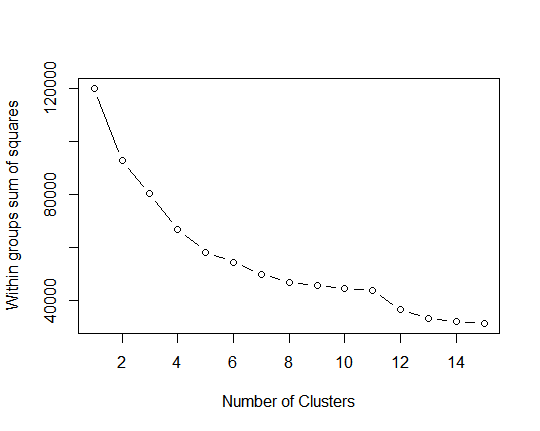 Within groups sum of squares
120000
80000
40000
2 4 6 8 10 12 14
Number of Clusters